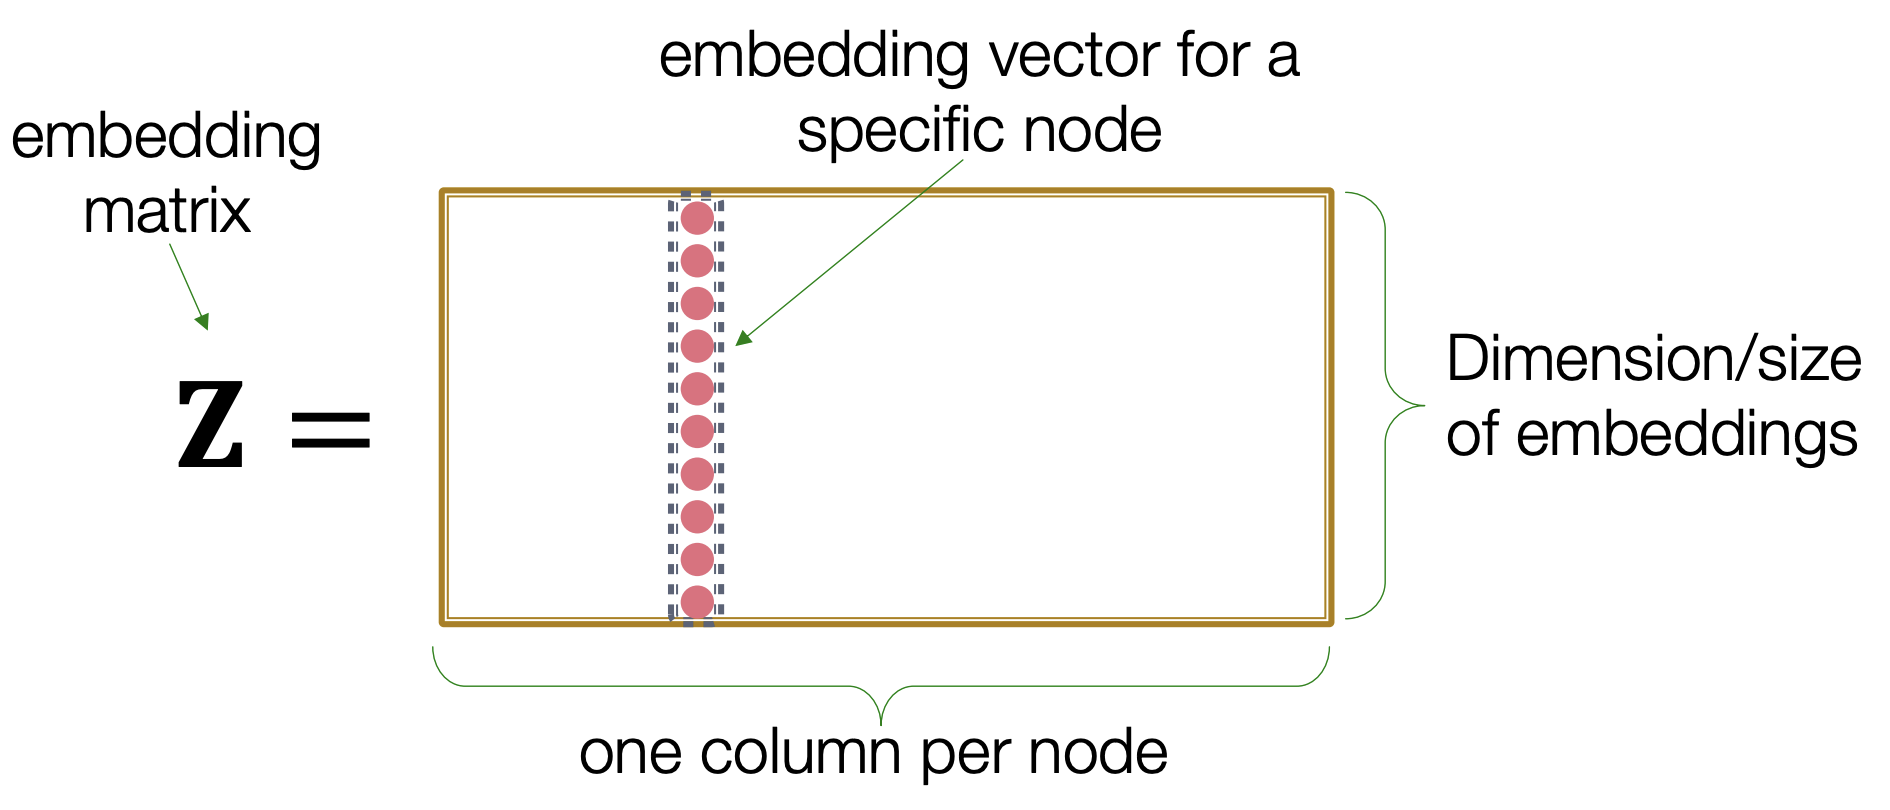 embedding vector for a
specific node
embedding
matrix
Z =
Dimension/size
of embeddings
one column per node